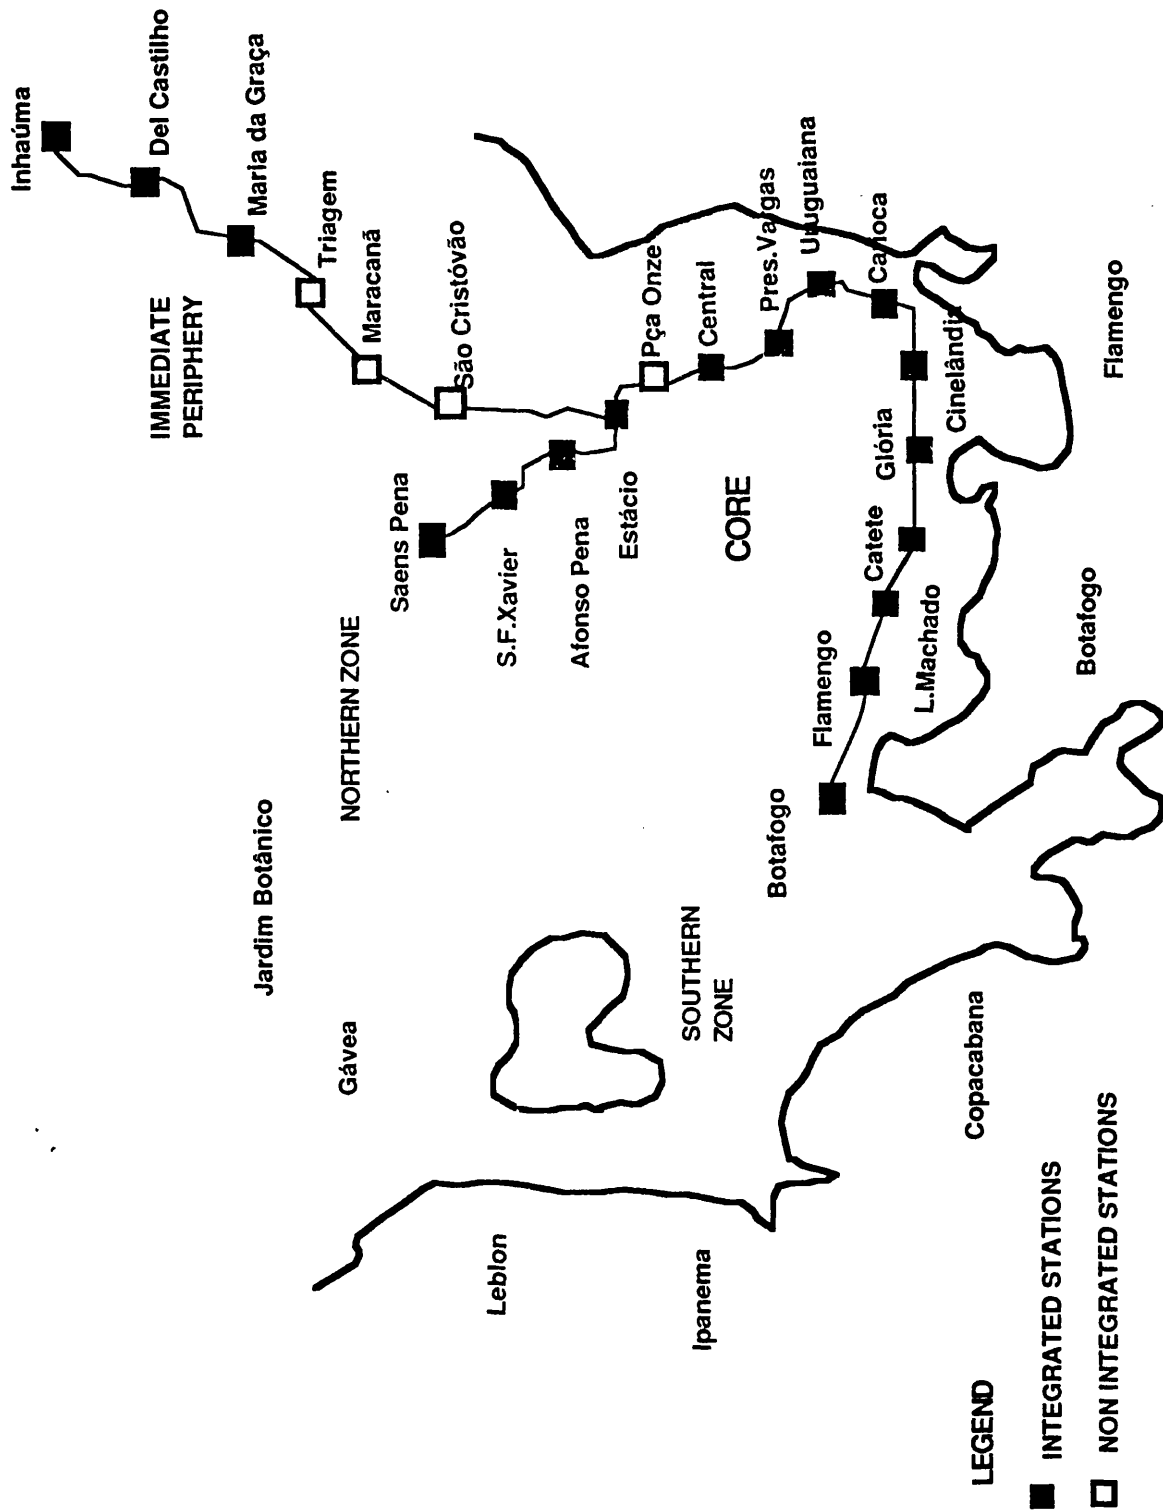 Inhaúma
Del Castilho
Maria da Graça
Triagem
Maracanã
São Cristóvão
IMMEDIATE
PERIPHERY
Saens Pena
S.F.Xavier
Afonso Pena
Estácio
Pça Onze
Central
Pres.Vargas
Uruguaiana
Carioca
Cinelândia
Glória
Catete
L.Machado
Flamengo
Botafogo
CORE
NORTHERN ZONE
SOUTHERN
ZONE
Jardim Botânico
Gávea
Leblon
Ipanema
Copacabana
Botafogo
Flamengo
LEGEND
INTEGRATED STATIONS
NON INTEGRATED STATIONS